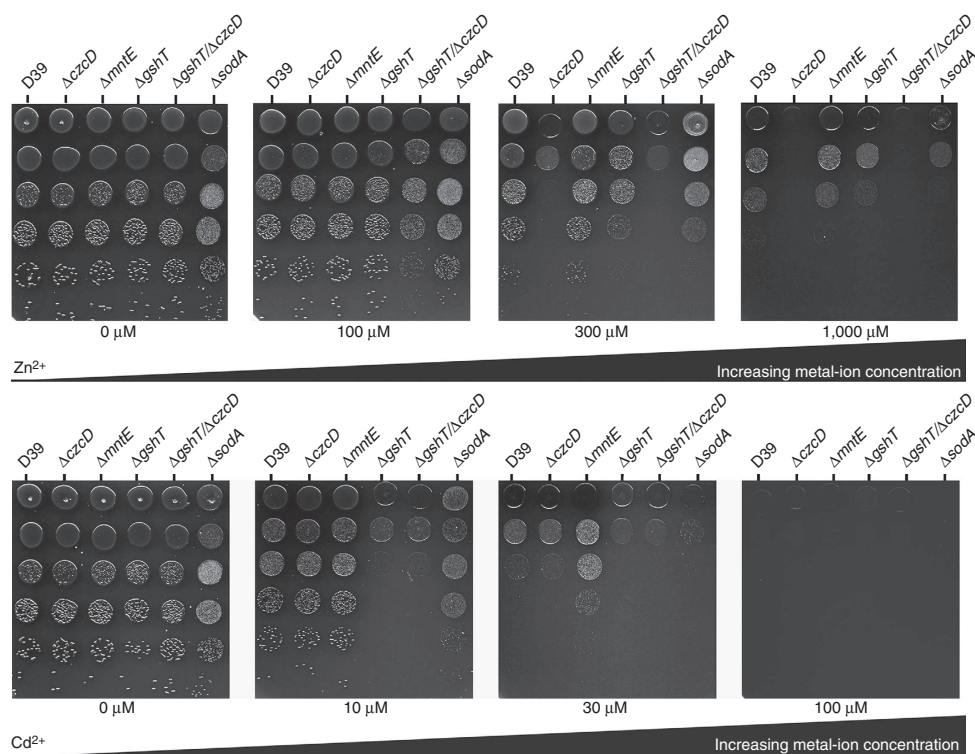 D39 ΔczcD ΔmntE ΔgshT ΔgshT/ΔczcD ΔsodA D39 ΔczcD ΔmntE ΔgshT ΔgshT/ΔczcD ΔsodA D39 ΔczcD ΔmntE ΔgshT ΔgshT/ΔczcD ΔsodA D39 ΔczcD ΔmntE ΔgshT ΔgshT/ΔczcD ΔsodA
0 μM 100 μM 300 μM 1,000 μM
Zn²⁺ Increasing metal-ion concentration
D39 ΔczcD ΔmntE ΔgshT ΔgshT/ΔczcD ΔsodA D39 ΔczcD ΔmntE ΔgshT ΔgshT/ΔczcD ΔsodA D39 ΔczcD ΔmntE ΔgshT ΔgshT/ΔczcD ΔsodA D39 ΔczcD ΔmntE ΔgshT ΔgshT/ΔczcD ΔsodA
0 μM 10 μM 30 μM 100 μM
Cd²⁺ Increasing metal-ion concentration